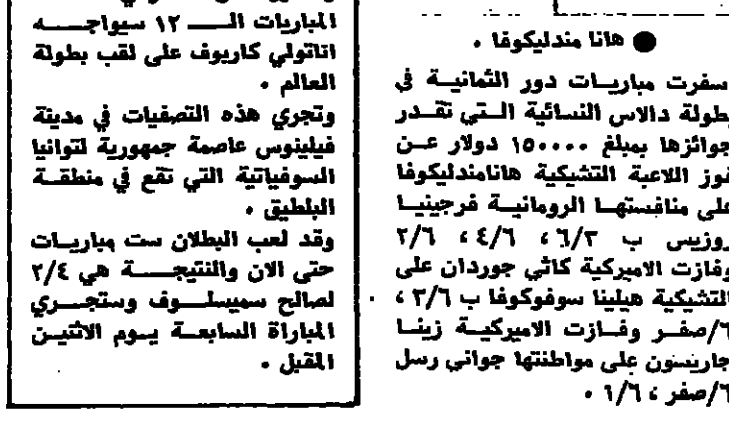 ● هانا مندليكوفا .
اسفرت مباريات دور الثمانية في
بطولة دالاس النسائية التي تقدر
جوائزها بمبلغ ١٥٠٠٠٠ دولار عن
فوز اللاعبة التشيكية هانامندليكوفا
على منافستها الرومانية فرجينيا
روزيس ب ٦/٣ ، ٤/٦ ، ٢/٦
وفازت الاميركية كاثي جوردان على
التشيكية هيلينا سوفوكوفا ب ٣/٦ ،
٦/صفر وفازت الاميركية زينا
جاريسون على مواطنتها جواني رسل
٦/صفر ، ١/٦ .
المباريات الـ ١٢ سيواجه
اناتولي كاربوف على لقب بطولة
العالم .
وتجري هذه التصفيات في مدينة
فيلينوس عاصمة جمهورية لتوانيا
السوفياتية التي تقع في منطقة
البلطيق .
وقد لعب البطلان ست مباريات
حتى الان والنتيجة هي ٢/٤
لصالح سميسلوف وستجري
المباراة السابعة يوم الاثنين
المقبل .